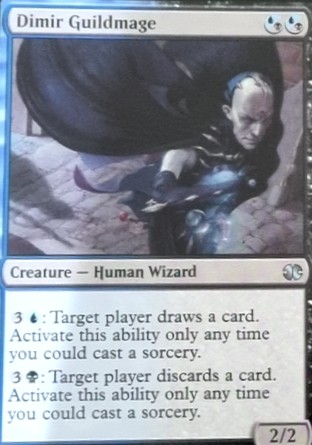 Dimir Guildmage
Creature — Human Wizard
3 : Target player draws a card.
Activate this ability only any time
you could cast a sorcery.
3 : Target player discards a card.
Activate this ability only any time
you could cast a sorcery.
2/2